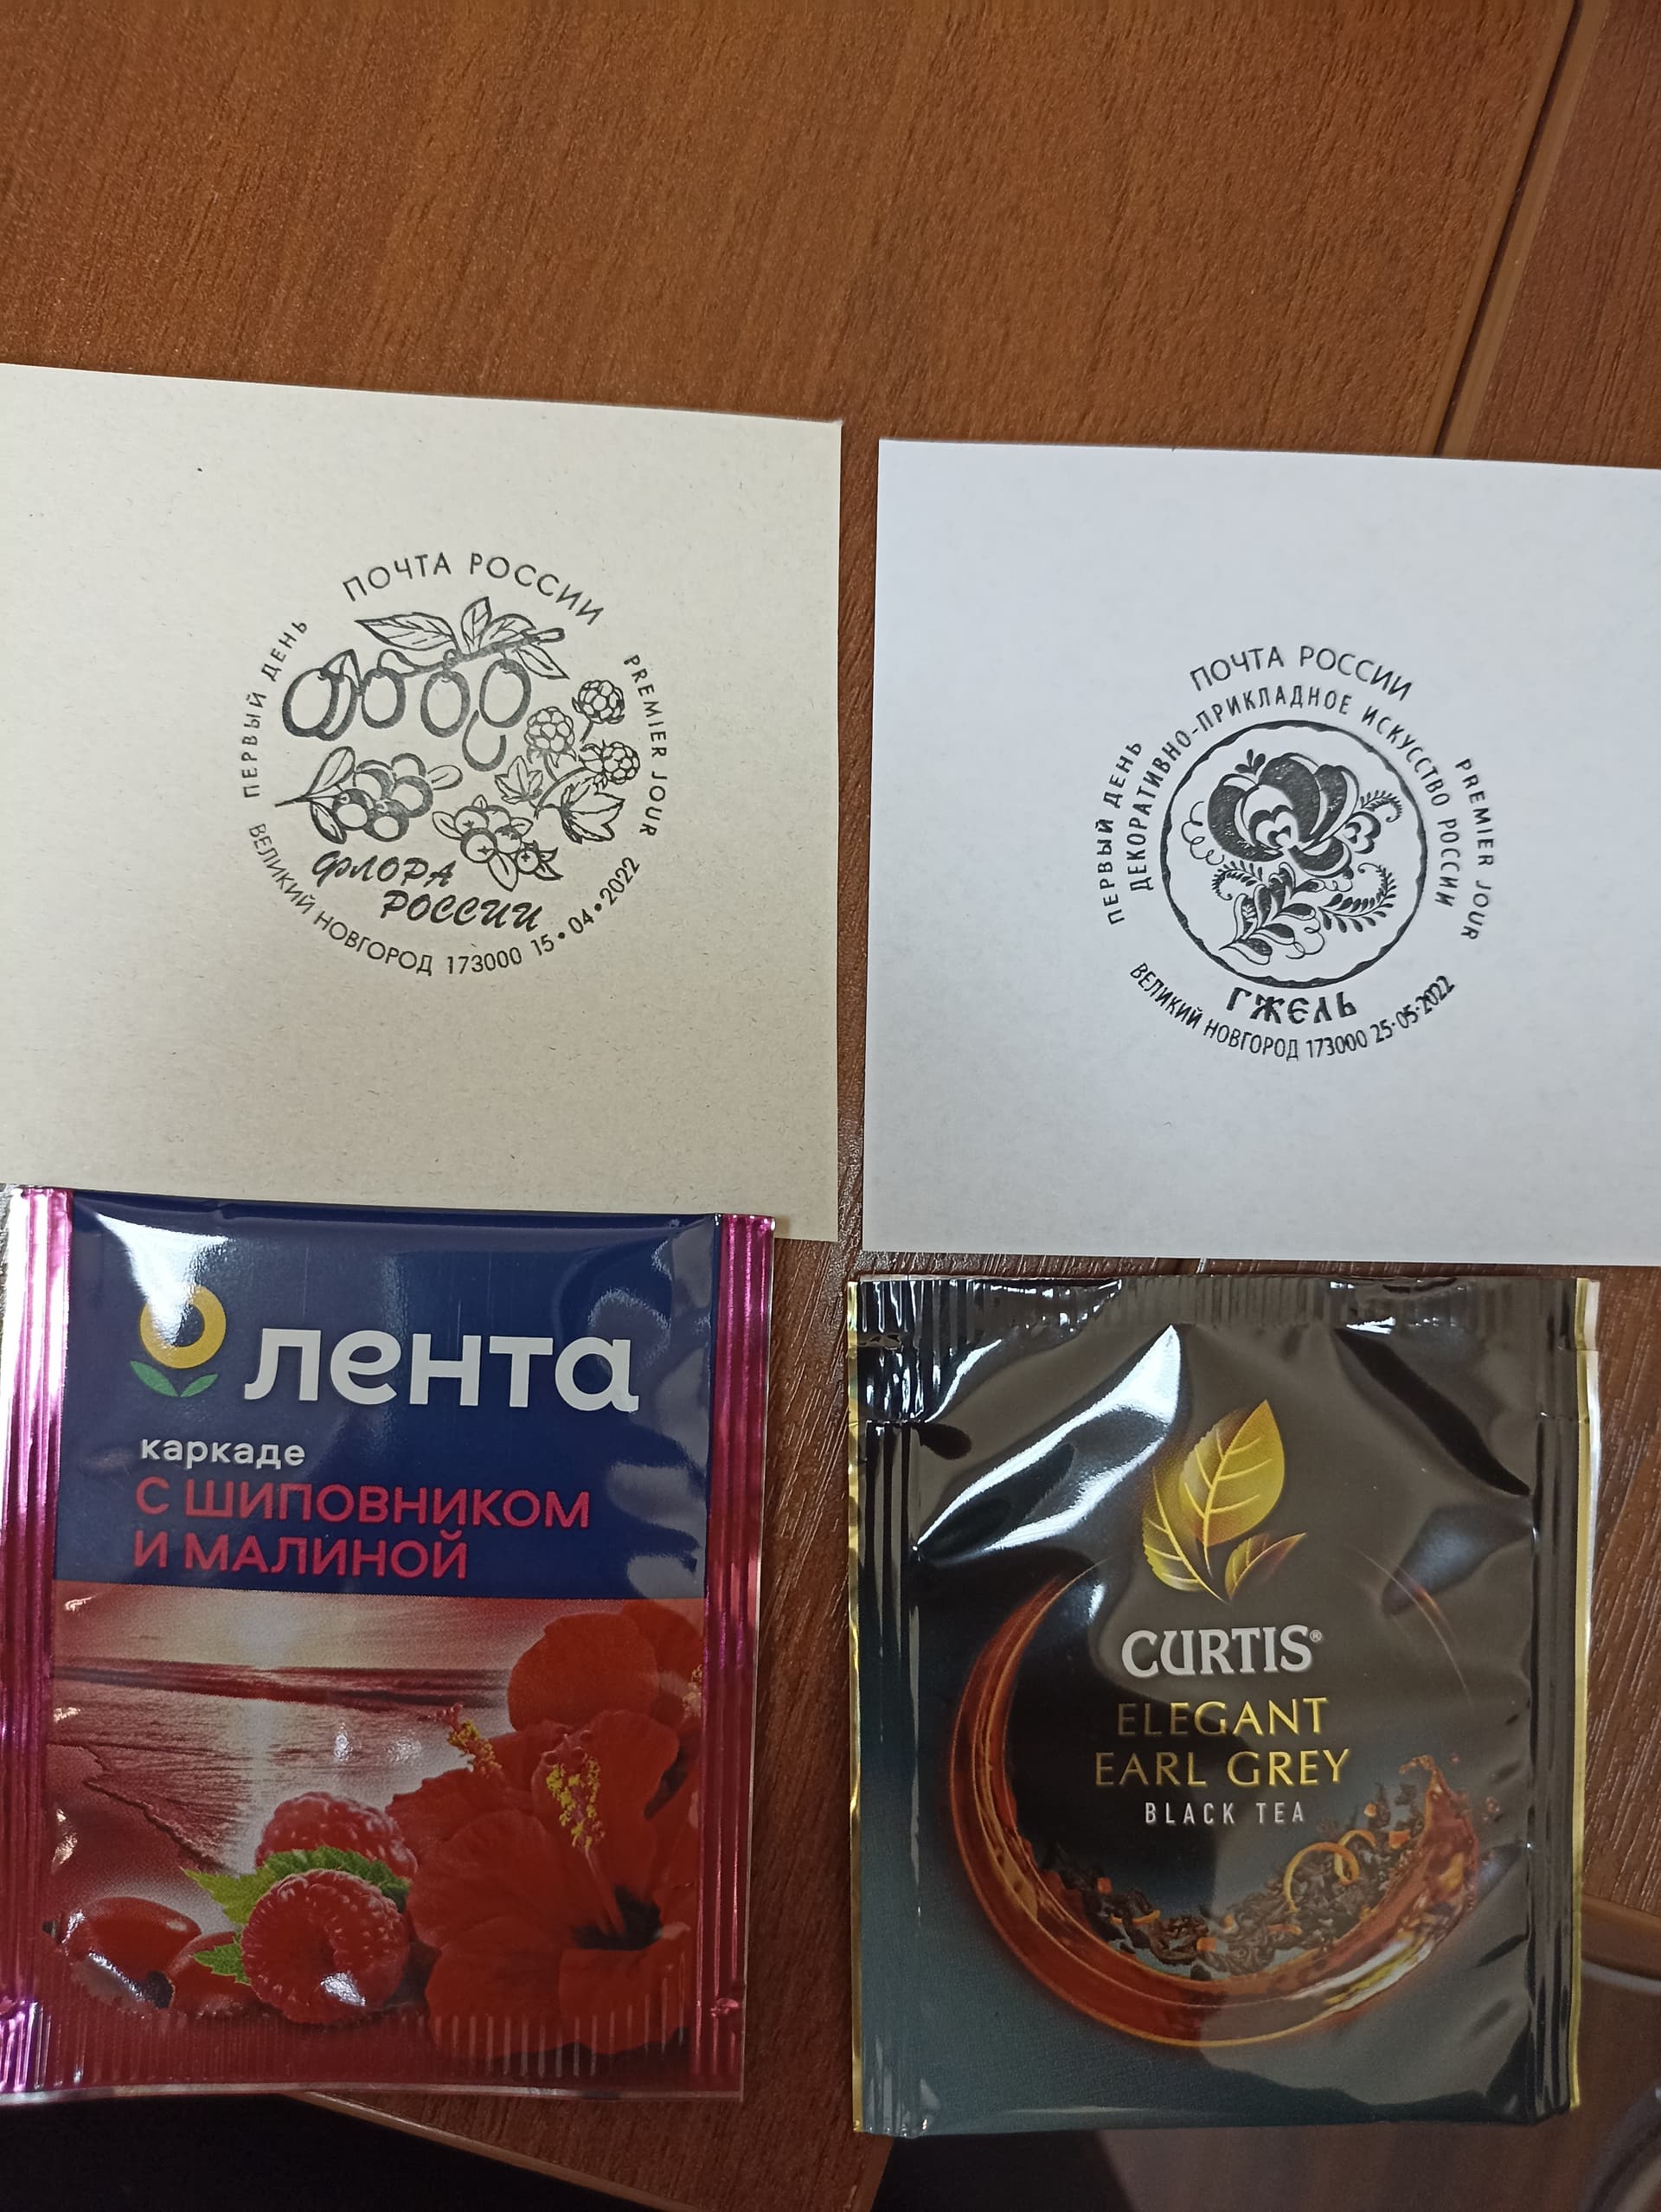 ПОЧТА РОССИИ
ПЕРВЫЙ ДЕНЬ
PREMIER JOUR
ФЛОРА
РОССИИ
ВЕЛИКИЙ НОВГОРОД 173000 15•04•2022
ПОЧТА РОССИИ
ДЕКОРАТИВНО-ПРИКЛАДНОЕ ИСКУССТВО РОССИИ
ПЕРВЫЙ ДЕНЬ
PREMIER JOUR
ГЖЕЛЬ
ВЕЛИКИЙ НОВГОРОД 173000 25·05·2022
лента
каркаде
С ШИПОВНИКОМ
И МАЛИНОЙ
CURTIS®
ELEGANT
EARL GREY
BLACK TEA